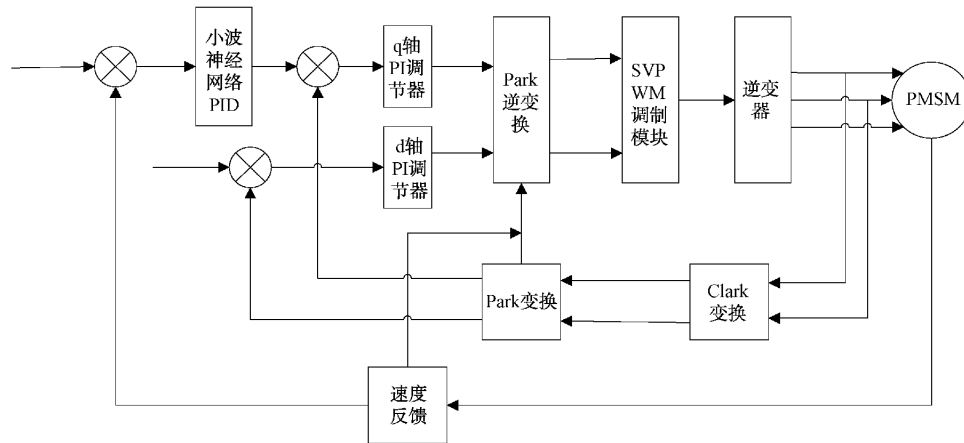 小波
神经
网络
PID
q轴
PI调
节器
Park
逆变
换
SVP
WM
调制
模块
逆变
器
PMSM
d轴
PI调
节器
Park变换
Clark
变换
速度
反馈